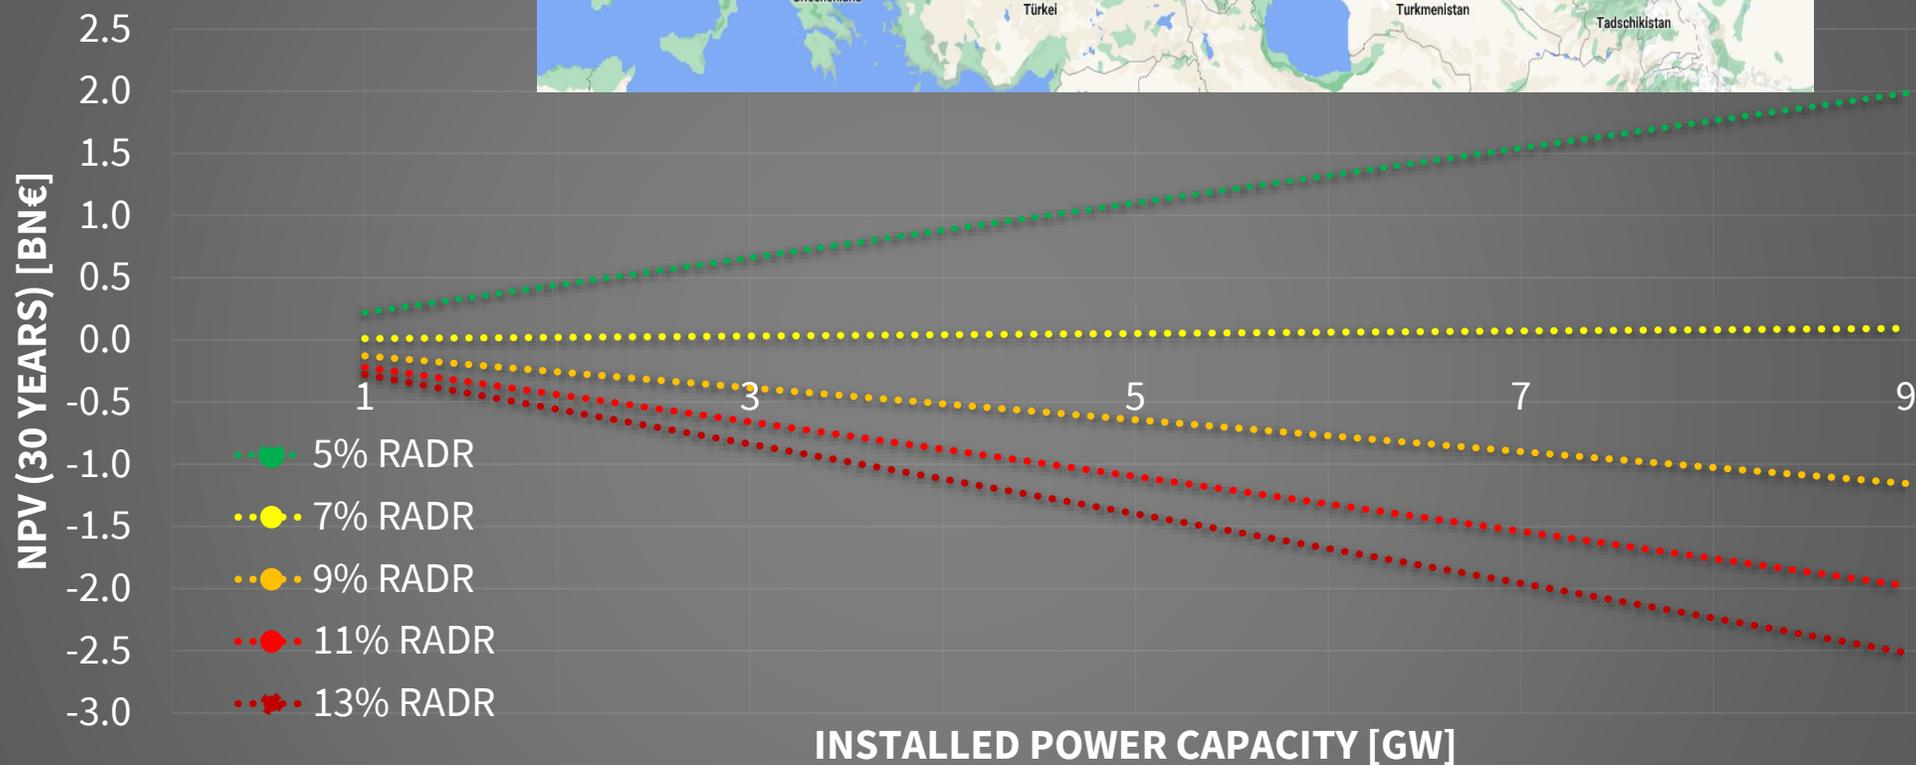 Türkei
Turkmenistan
Tadschikistan
2.5
2.0
1.5
1.0
0.5
0.0
-0.5
-1.0
-1.5
-2.0
-2.5
-3.0
NPV (30 YEARS) [BN€]
1 3 5 7 9
5% RADR
7% RADR
9% RADR
11% RADR
13% RADR
INSTALLED POWER CAPACITY [GW]